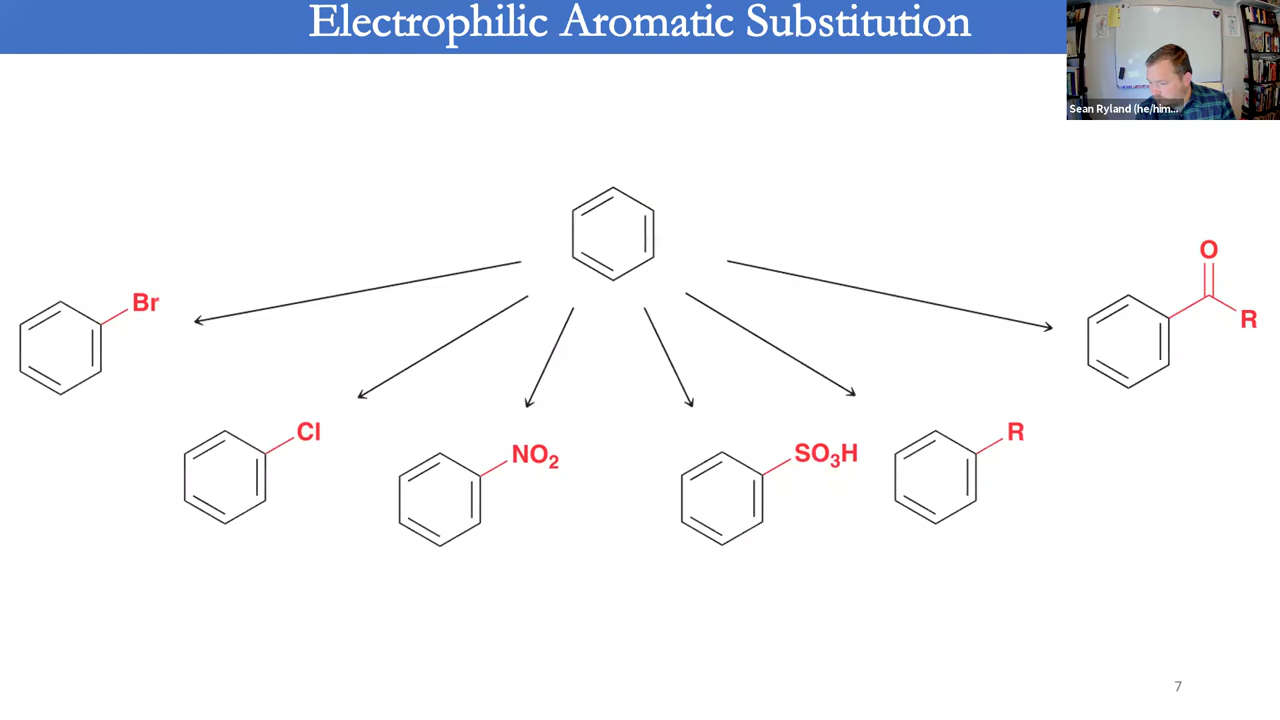 Electrophilic Aromatic Substitution
Sean Ryland (he/him...
O
Br
R
Cl
NO₂
SO₃H
R
7